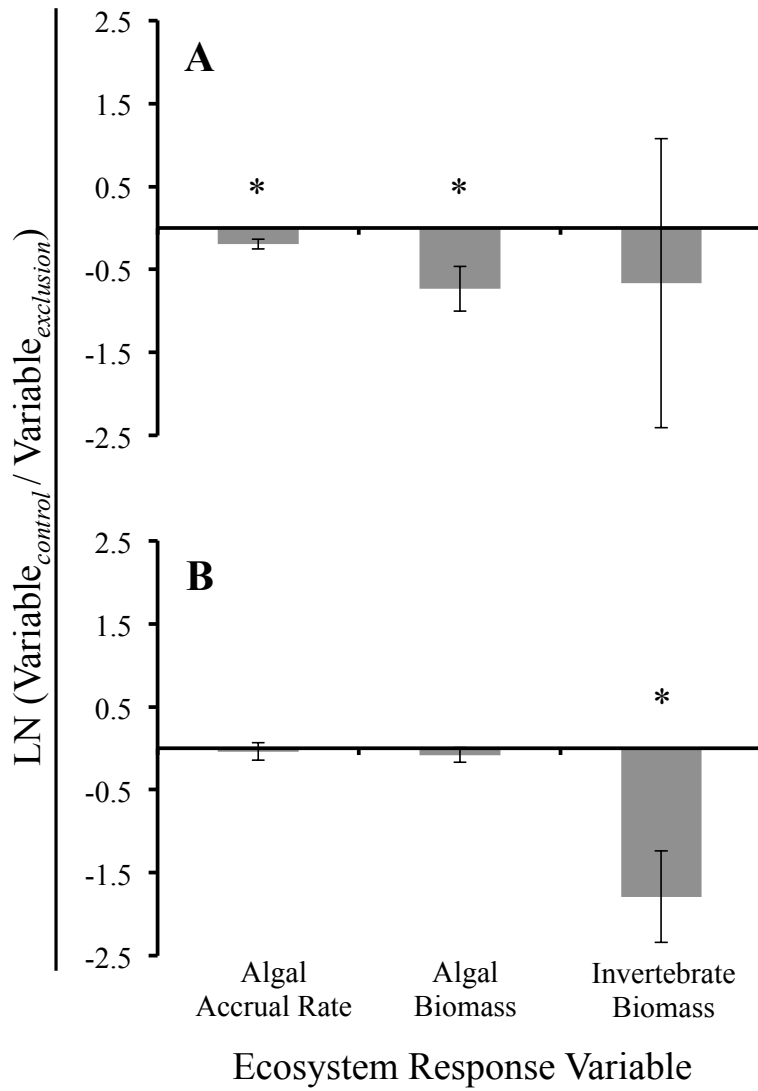 LN (Variablecontrol / Variableexclusion)
2.5
A
1.5
* *
0.5
-0.5
-1.5
-2.5
2.5
B
1.5
0.5
*
-0.5
-1.5
-2.5
Algal
Accrual Rate
Algal
Biomass
Invertebrate
Biomass
Ecosystem Response Variable